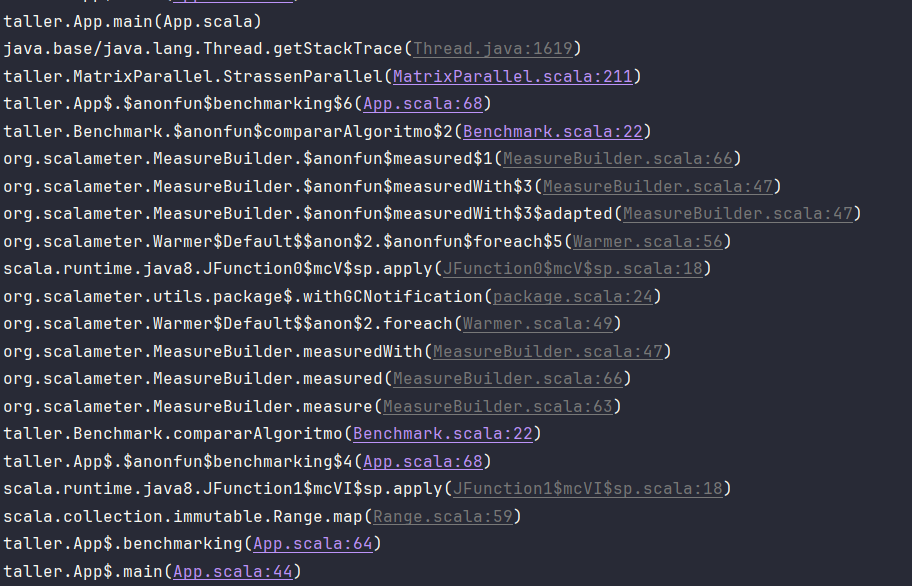 taller.App.main(App.scala)
java.base/java.lang.Thread.getStackTrace(Thread.java:1619)
taller.MatrixParallel.StrassenParallel(MatrixParallel.scala:211)
taller.App$.$anonfun$benchmarking$6(App.scala:68)
taller.Benchmark.$anonfun$compararAlgoritmo$2(Benchmark.scala:22)
org.scalameter.MeasureBuilder.$anonfun$measured$1(MeasureBuilder.scala:66)
org.scalameter.MeasureBuilder.$anonfun$measuredWith$3(MeasureBuilder.scala:47)
org.scalameter.MeasureBuilder.$anonfun$measuredWith$3$adapted(MeasureBuilder.scala:47)
org.scalameter.Warmer$Default$$anon$2.$anonfun$foreach$5(Warmer.scala:56)
scala.runtime.java8.JFunction0$mcV$sp.apply(JFunction0$mcV$sp.scala:18)
org.scalameter.utils.package$.withGCNotification(package.scala:24)
org.scalameter.Warmer$Default$$anon$2.foreach(Warmer.scala:49)
org.scalameter.MeasureBuilder.measuredWith(MeasureBuilder.scala:47)
org.scalameter.MeasureBuilder.measured(MeasureBuilder.scala:66)
org.scalameter.MeasureBuilder.measure(MeasureBuilder.scala:63)
taller.Benchmark.compararAlgoritmo(Benchmark.scala:22)
taller.App$.$anonfun$benchmarking$4(App.scala:68)
scala.runtime.java8.JFunction1$mcVI$sp.apply(JFunction1$mcVI$sp.scala:18)
scala.collection.immutable.Range.map(Range.scala:59)
taller.App$.benchmarking(App.scala:64)
taller.App$.main(App.scala:44)